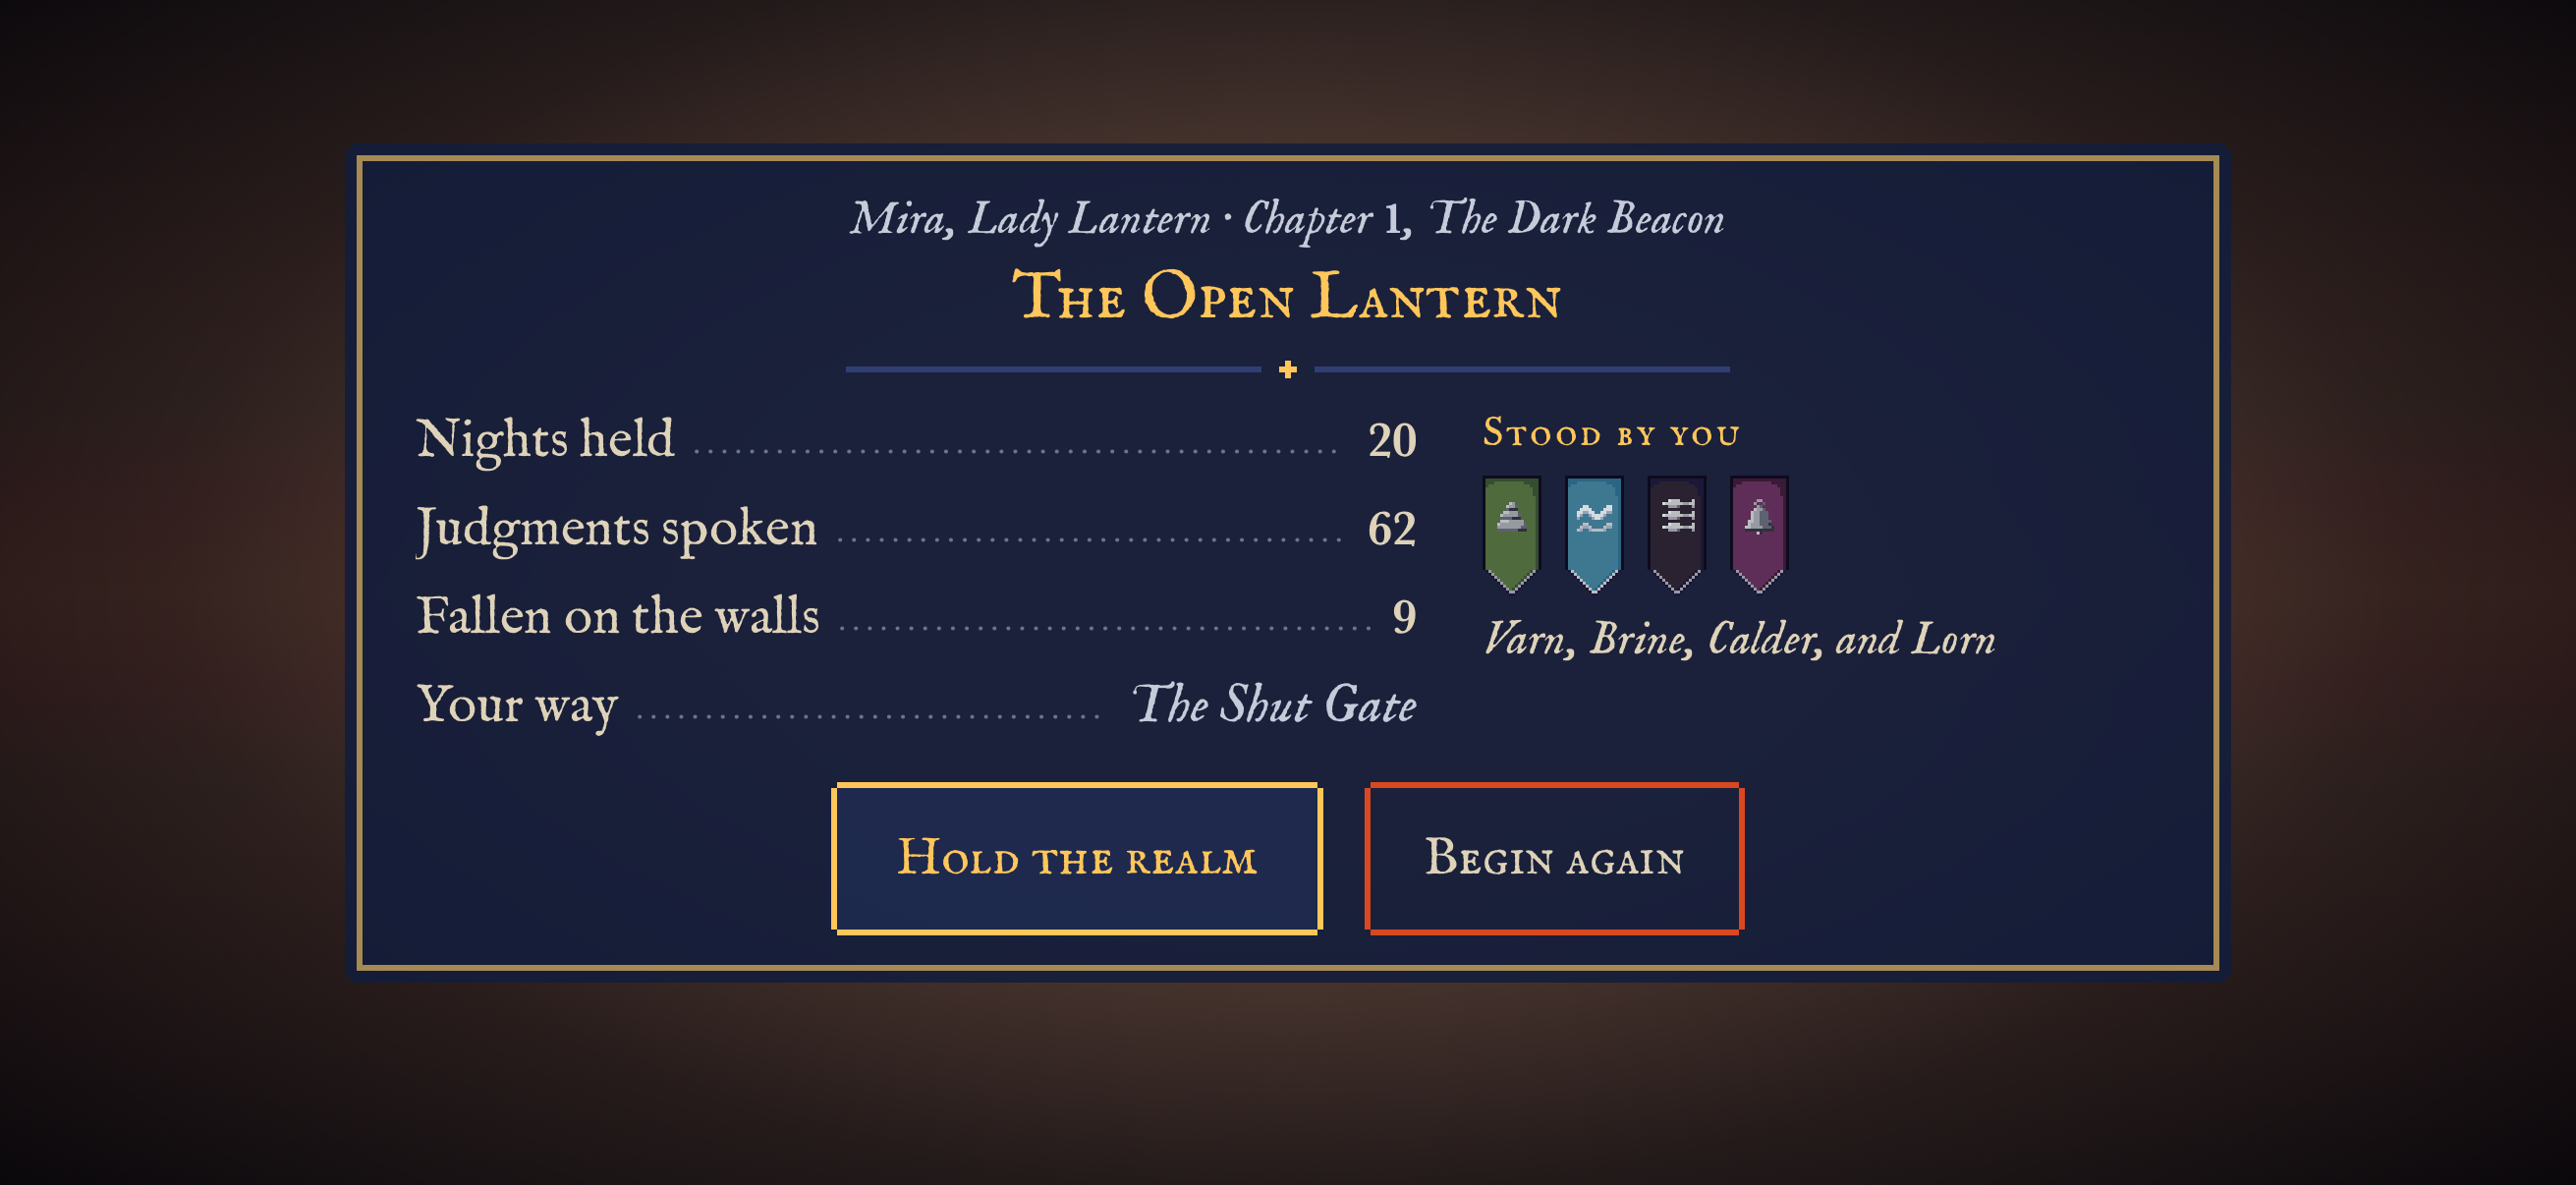 Mira, Lady Lantern · Chapter 1, The Dark Beacon
The Open Lantern
Nights held 20
Judgments spoken 62
Fallen on the walls 9
Your way The Shut Gate
Stood by you
Varn, Brine, Calder, and Lorn
Hold the realm
Begin again